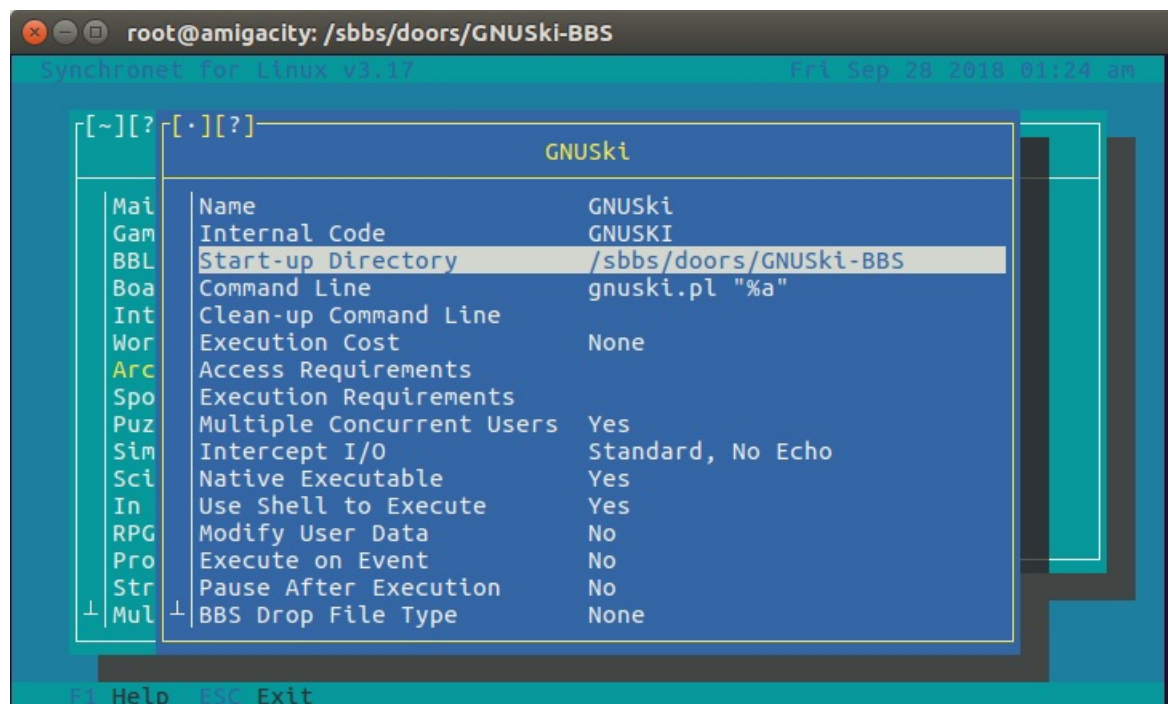 root@amigacity: /sbbs/doors/GNUSki-BBS
Synchronet for Linux v3.17 Fri Sep 28 2018 01:24 am
[~][? [·][?]
GNUSki
Mai Name GNUSki
Gam Internal Code GNUSKI
BBL Start-up Directory /sbbs/doors/GNUSki-BBS
Boa Command Line gnuski.pl "%a"
Int Clean-up Command Line
Wor Execution Cost None
Arc Access Requirements
Spo Execution Requirements
Puz Multiple Concurrent Users Yes
Sim Intercept I/O Standard, No Echo
Sci Native Executable Yes
In Use Shell to Execute Yes
RPG Modify User Data No
Pro Execute on Event No
Str Pause After Execution No
Mul BBS Drop File Type None
F1 Help ESC Exit